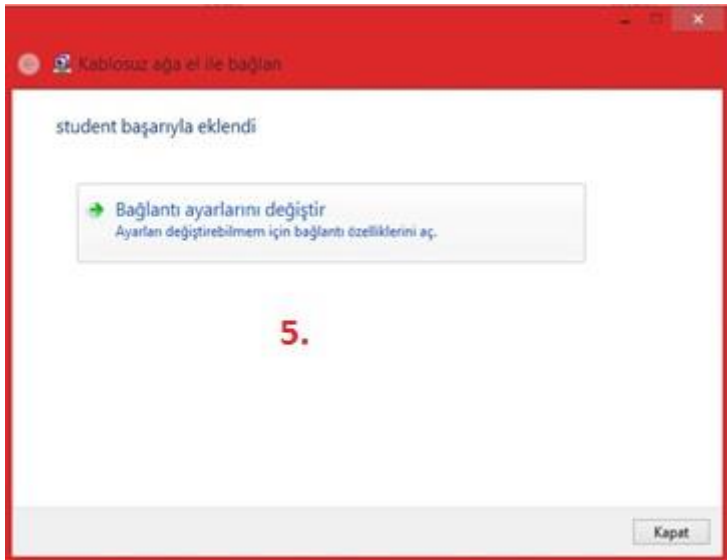 Kablosuz ağa el ile bağlan
student başarıyla eklendi
Bağlantı ayarlarını değiştir
Ayarları değiştirebilmem için bağlantı özelliklerini aç.
5.
Kapat